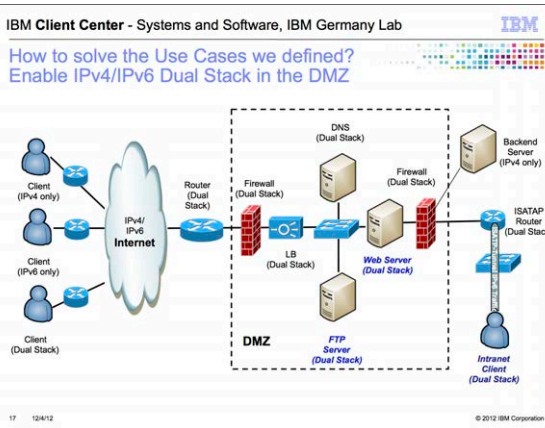 IBM Client Center - Systems and Software, IBM Germany Lab
IBM
How to solve the Use Cases we defined?
Enable IPv4/IPv6 Dual Stack in the DMZ
Client
(IPv4 only)
Client
(IPv6 only)
Client
(Dual Stack)
IPv4/
IPv6
Internet
Router
(Dual
Stack)
Firewall
(Dual Stack)
LB
(Dual Stack)
DNS
(Dual Stack)
Web Server
(Dual Stack)
FTP
Server
(Dual Stack)
DMZ
Firewall
(Dual Stack)
Backend
Server
(IPv4 only)
ISATAP
Router
(Dual Stac
Intranet
Client
(Dual Stack)
17 12/4/12
© 2012 IBM Corporation